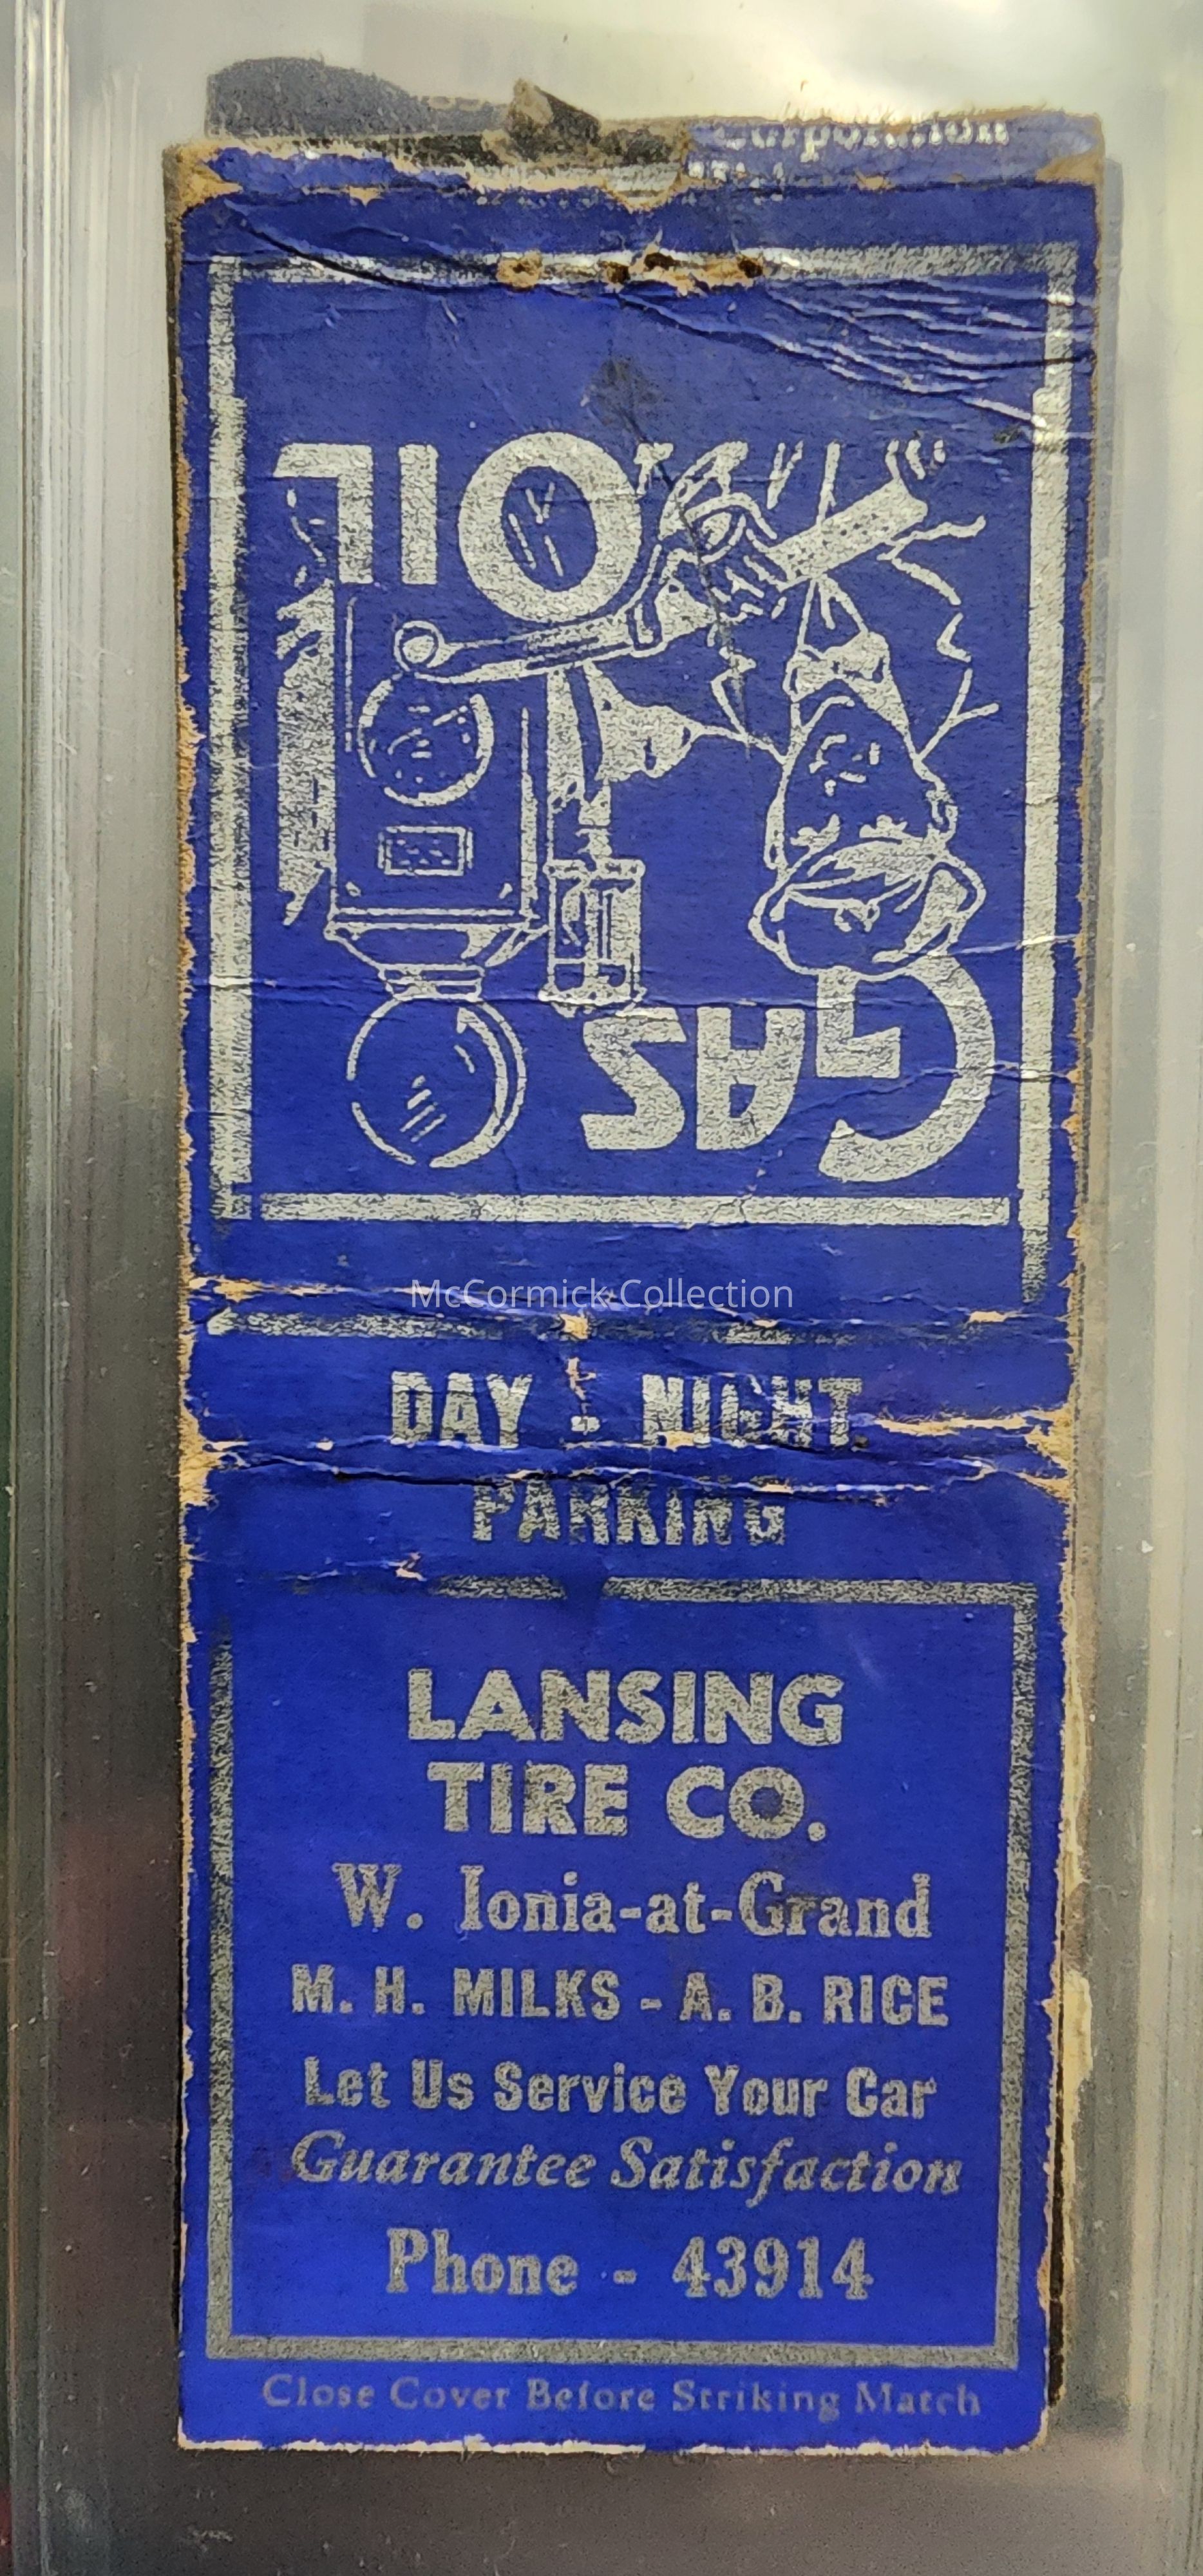 Corporation
OIL
GAS
McCormick Collection
DAY - NIGHT
PARKING
LANSING
TIRE CO.
W. Ionia-at-Grand
M. H. MILKS - A. B. RICE
Let Us Service Your Car
Guarantee Satisfaction
Phone - 43914
Close Cover Before Striking Match